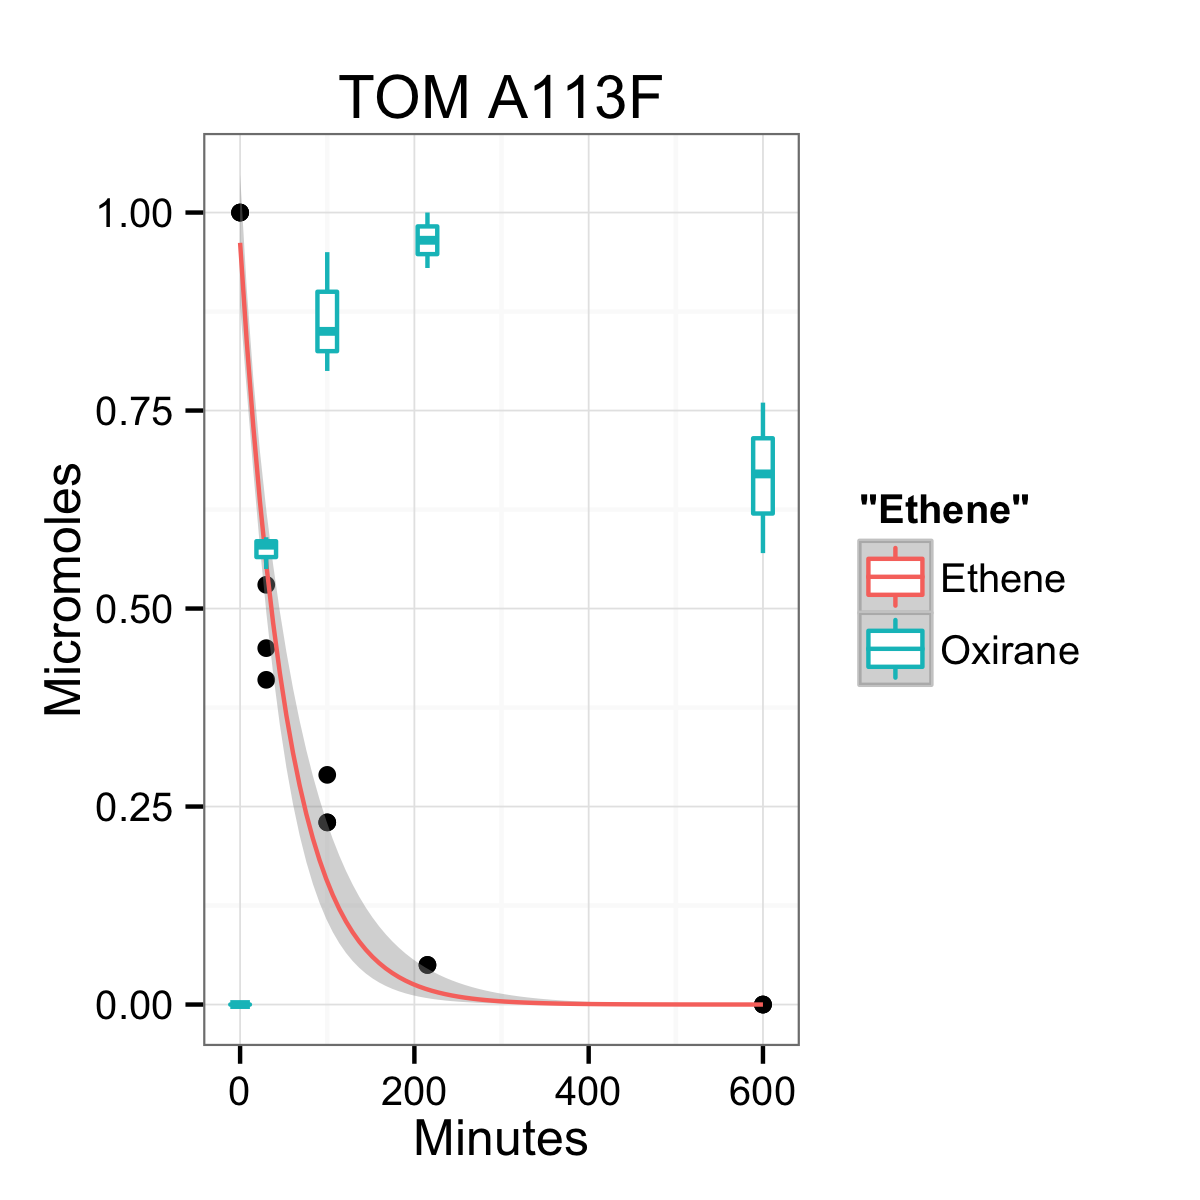 TOM A113F
1.00
0.75
0.50
0.25
0.00
Micromoles
0 200 400 600
Minutes
"Ethene"
Ethene
Oxirane